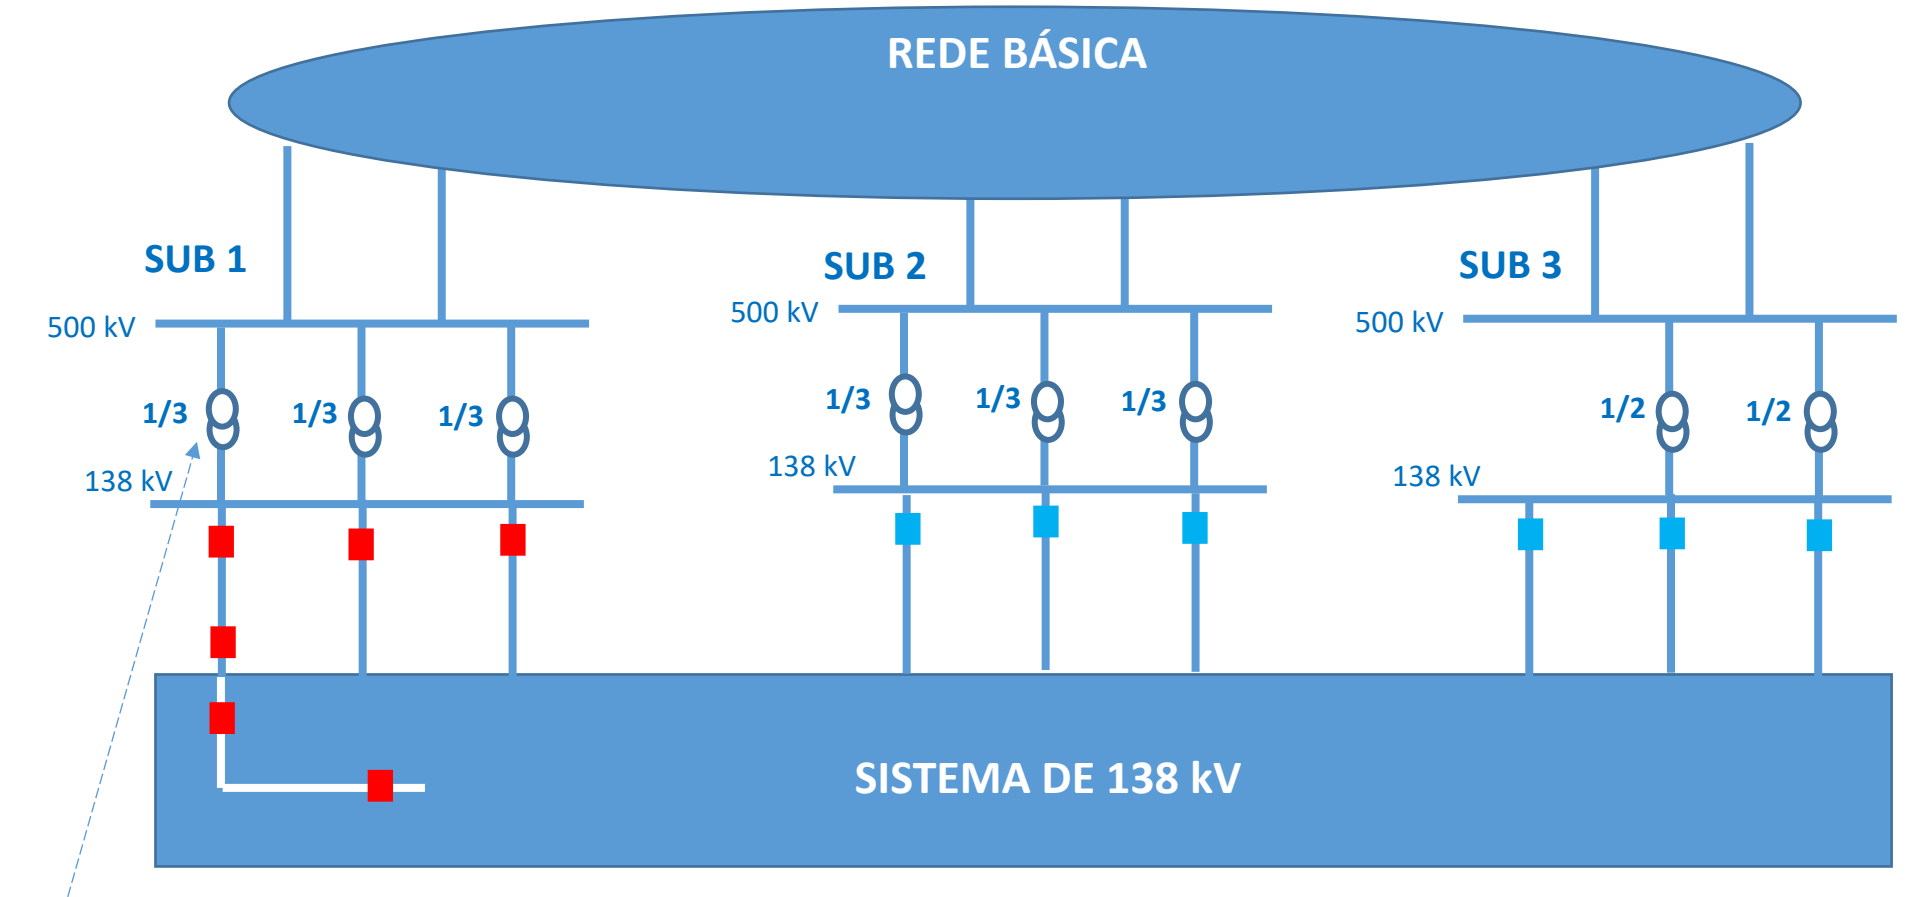 REDE BÁSICA
SUB 1
SUB 2
SUB 3
500 kV
500 kV
500 kV
1/3
1/3
1/3
1/3
1/3
1/3
1/2
1/2
138 kV
138 kV
138 kV
SISTEMA DE 138 kV